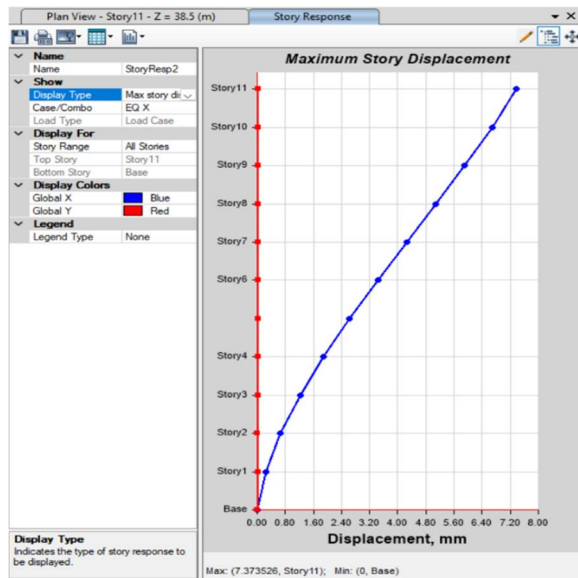 Plan View - Story11 - Z = 38.5 (m)
Story Response
Name
Name StoryResp2
Show
Display Type Max story di
Case/Combo EQ X
Load Type Load Case
Display For
Story Range All Stories
Top Story Story11
Bottom Story Base
Display Colors
Global X Blue
Global Y Red
Legend
Legend Type None
Display Type
Indicates the type of story response to
be displayed.
Maximum Story Displacement
Story11
Story10
Story9
Story8
Story7
Story6
Story4
Story3
Story2
Story1
Base
0.00 0.80 1.60 2.40 3.20 4.00 4.80 5.60 6.40 7.20 8.00
Displacement, mm
Max: (7.373526, Story11); Min: (0, Base)